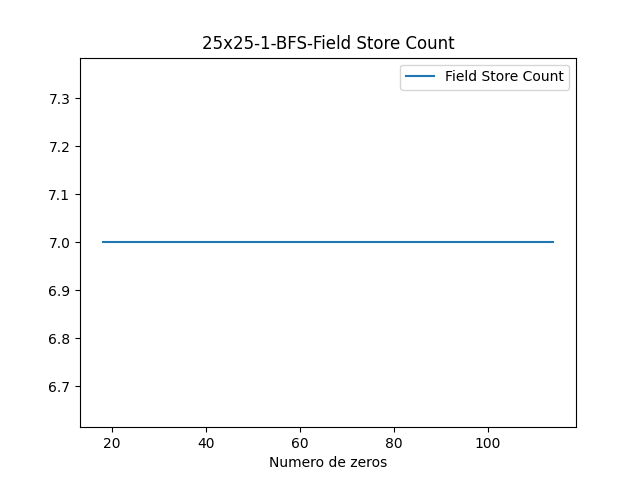 25x25-1-BFS-Field Store Count
Field Store Count
7.3
7.2
7.1
7.0
6.9
6.8
6.7
20 40 60 80 100
Numero de zeros